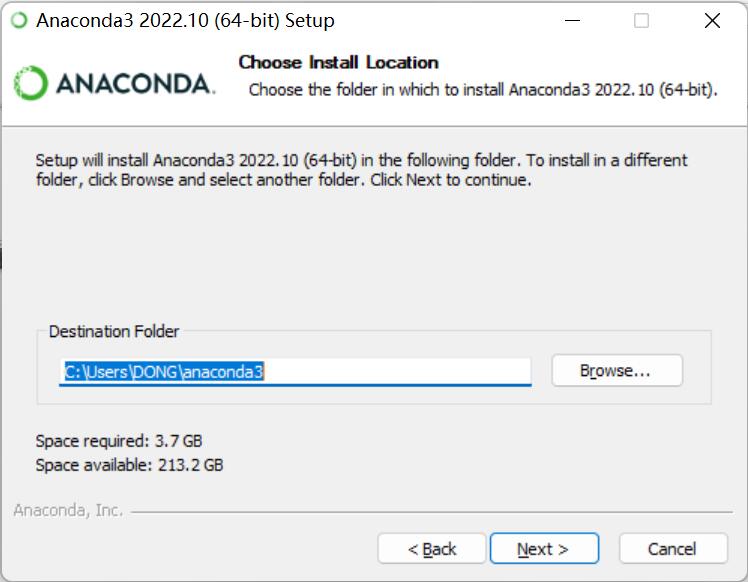 Anaconda3 2022.10 (64-bit) Setup
ANACONDA.
Choose Install Location
Choose the folder in which to install Anaconda3 2022.10 (64-bit).
Setup will install Anaconda3 2022.10 (64-bit) in the following folder. To install in a different
folder, click Browse and select another folder. Click Next to continue.
Destination Folder
C:\Users\DONG\anaconda3
Browse...
Space required: 3.7 GB
Space available: 213.2 GB
Anaconda, Inc.
< Back
Next >
Cancel